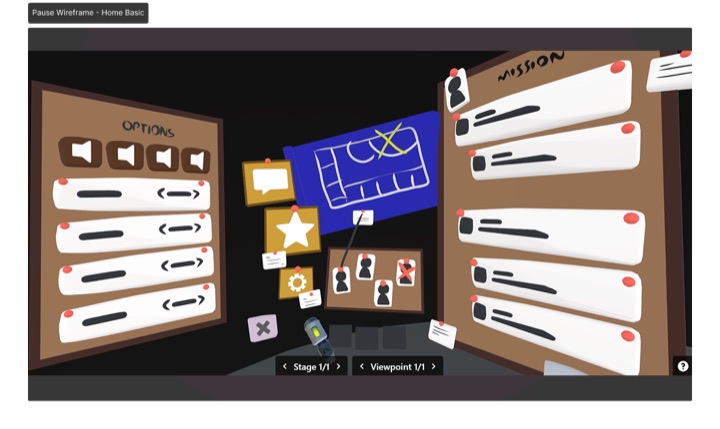 Pause Wireframe - Home Basic
OPTIONS
MISSION
Stage 1/1
Viewpoint 1/1
?